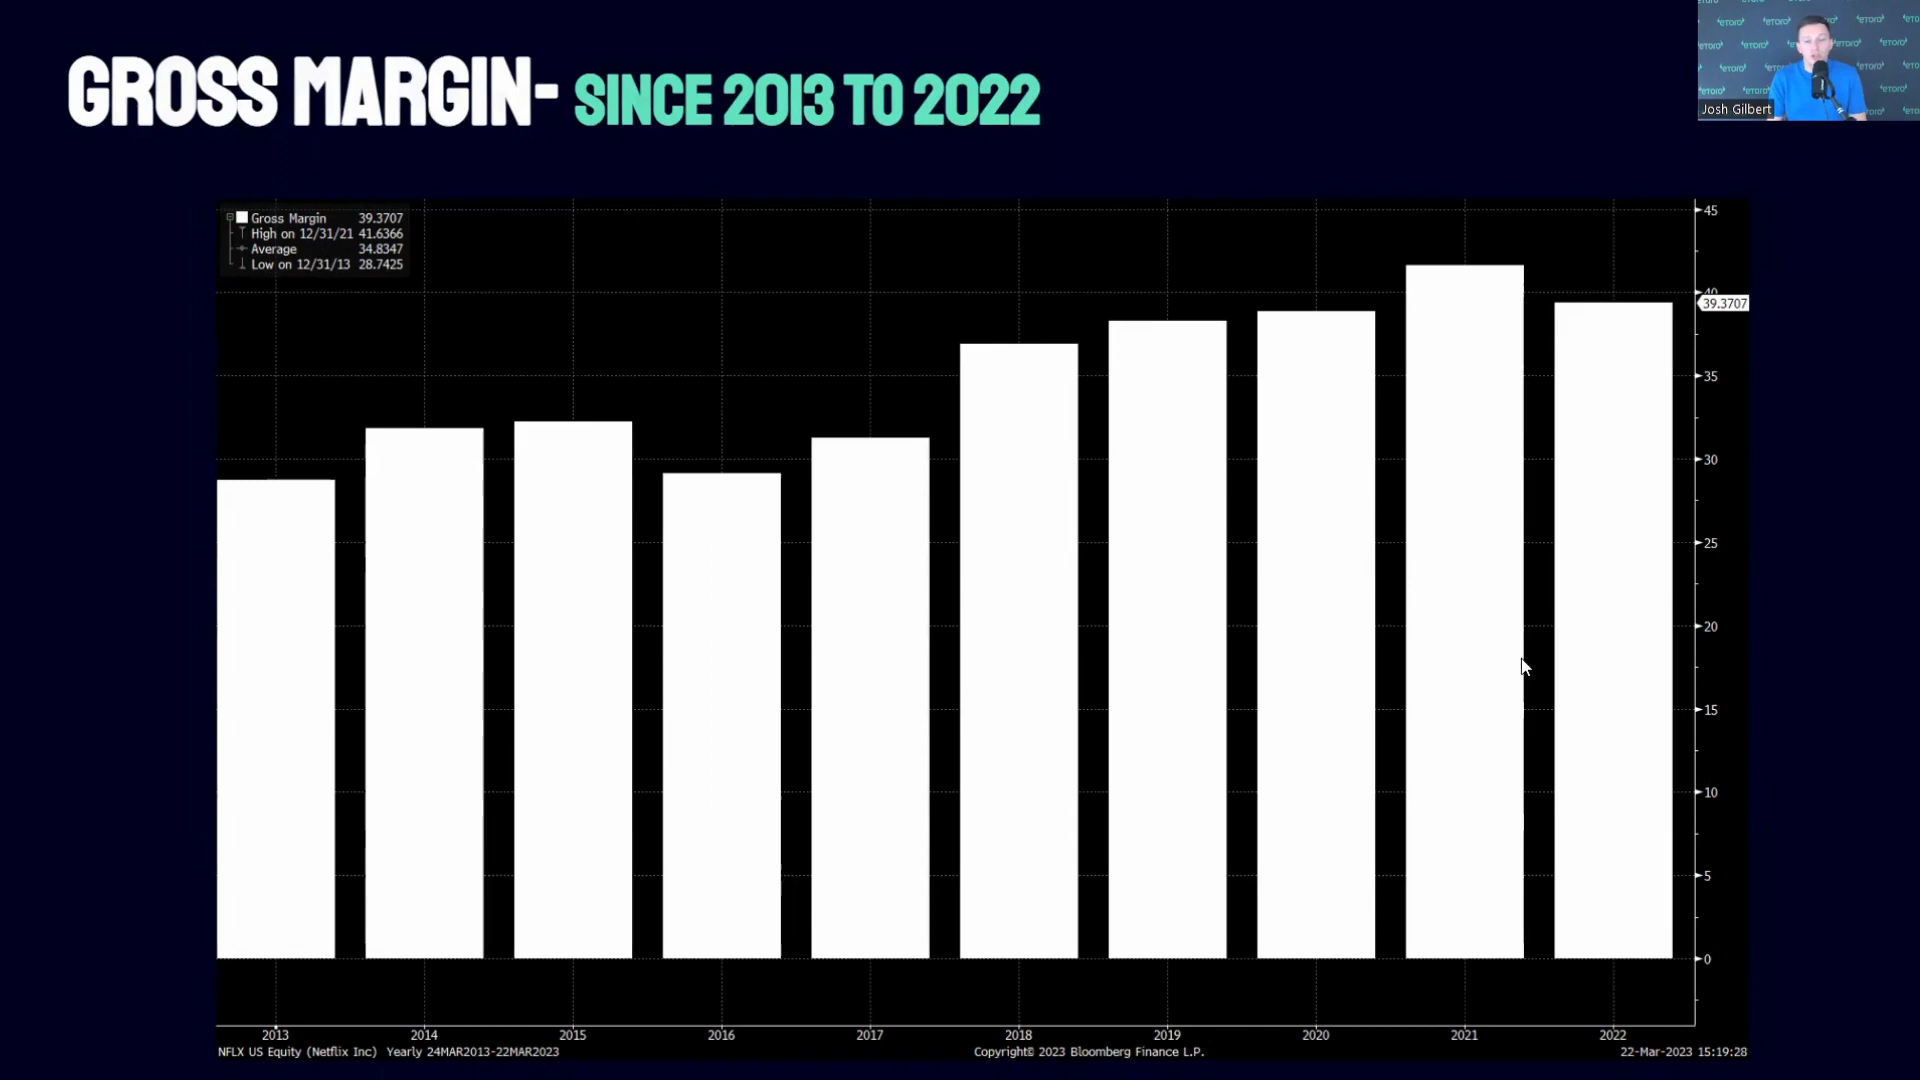 GROSS MARGIN- SINCE 2013 TO 2022
Josh Gilbert
Gross Margin 39.3707
High on 12/31/21 41.6366
Average 34.8347
Low on 12/31/13 28.7425
45
40
39.3707
35
30
25
20
15
10
5
0
2013 2014 2015 2016 2017 2018 2019 2020 2021 2022
NFLX US Equity (Netflix Inc) Yearly 24MAR2013-22MAR2023 Copyright© 2023 Bloomberg Finance L.P. 22-Mar-2023 15:19:28